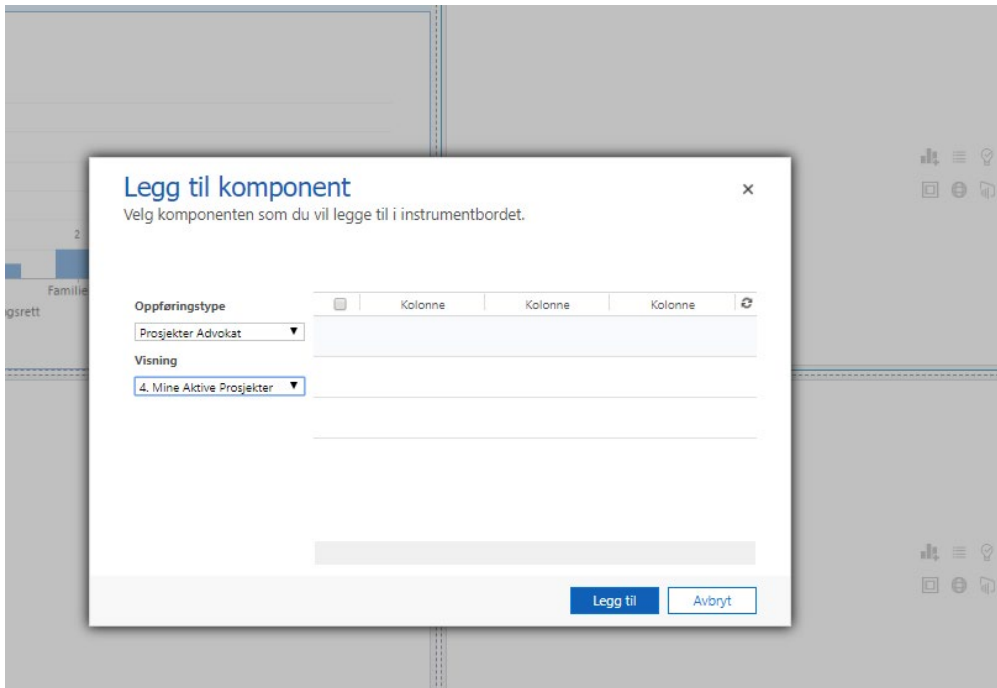 Legg til komponent
Velg komponenten som du vil legge til i instrumentbordet.
2
Familie
gsrett
Oppføringstype
Prosjekter Advokat
Visning
4. Mine Aktive Prosjekter
Kolonne Kolonne Kolonne
Legg til Avbryt